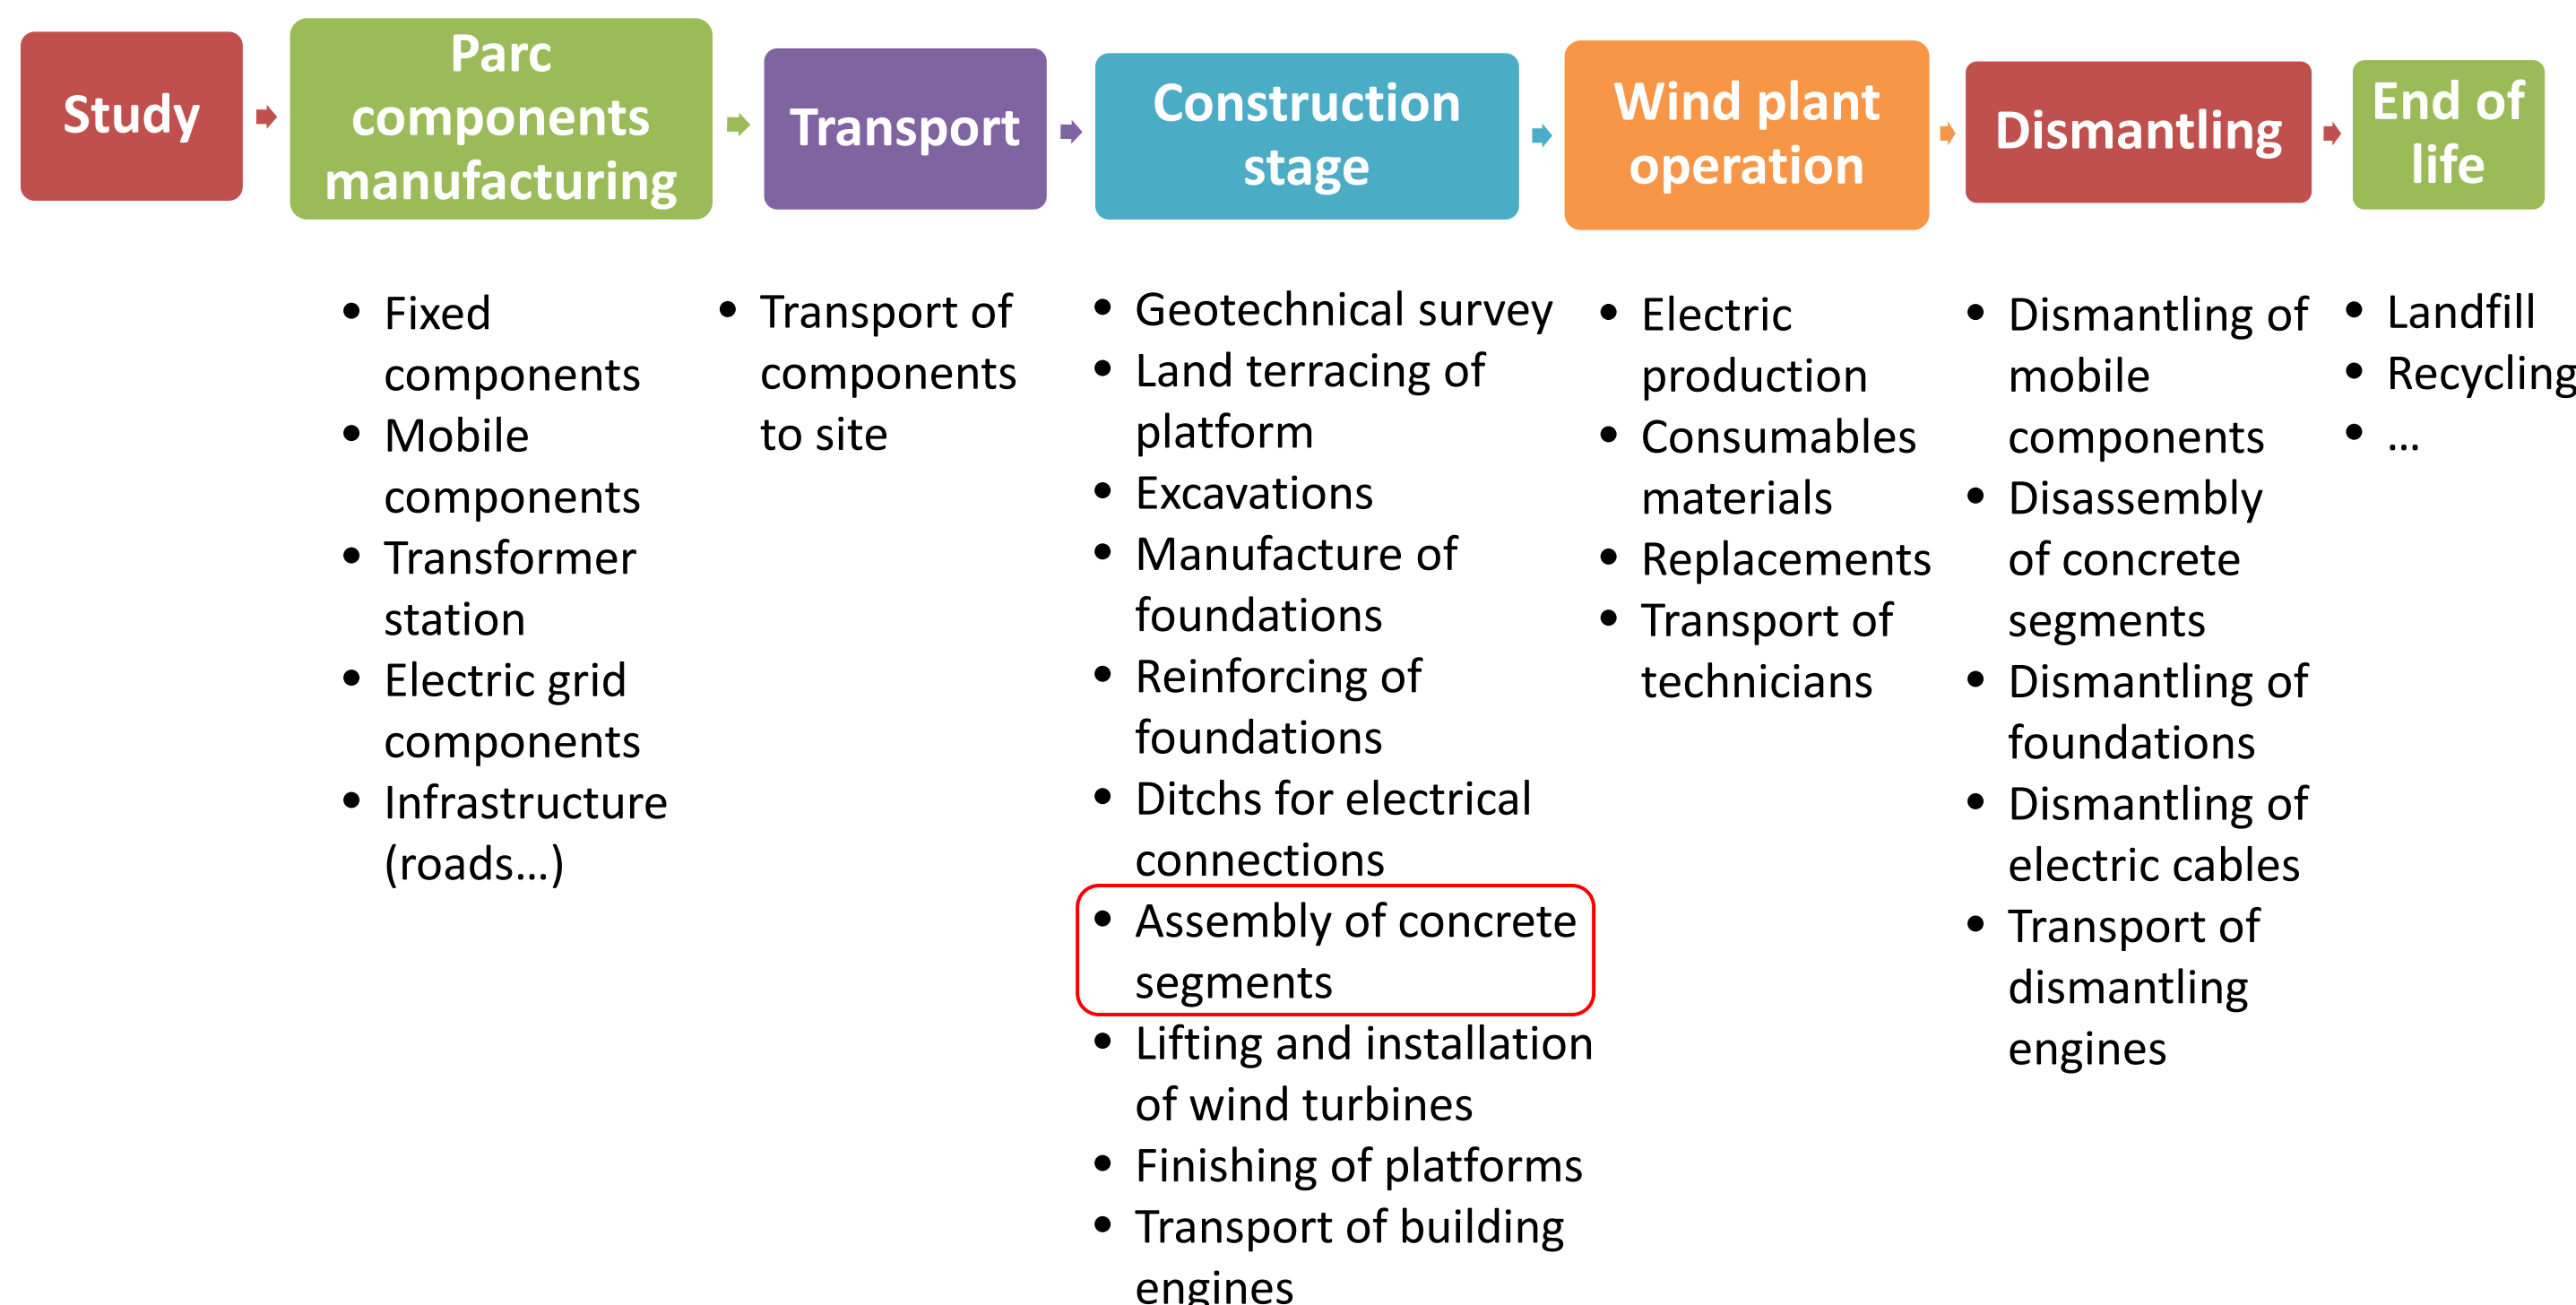 Study
Parc
components
manufacturing
Transport
Construction
stage
Wind plant
operation
Dismantling
End of
life
• Fixed
components
• Mobile
components
• Transformer
station
• Electric grid
components
• Infrastructure
(roads...)
• Transport of
components
to site
• Geotechnical survey
• Land terracing of
platform
• Excavations
• Manufacture of
foundations
• Reinforcing of
foundations
• Ditchs for electrical
connections
• Assembly of concrete
segments
• Lifting and installation
of wind turbines
• Finishing of platforms
• Transport of building
engines
• Electric
production
• Consumables
materials
• Replacements
• Transport of
technicians
• Dismantling of
mobile
components
• Disassembly
of concrete
segments
• Dismantling of
foundations
• Dismantling of
electric cables
• Transport of
dismantling
engines
• Landfill
• Recycling
• ...